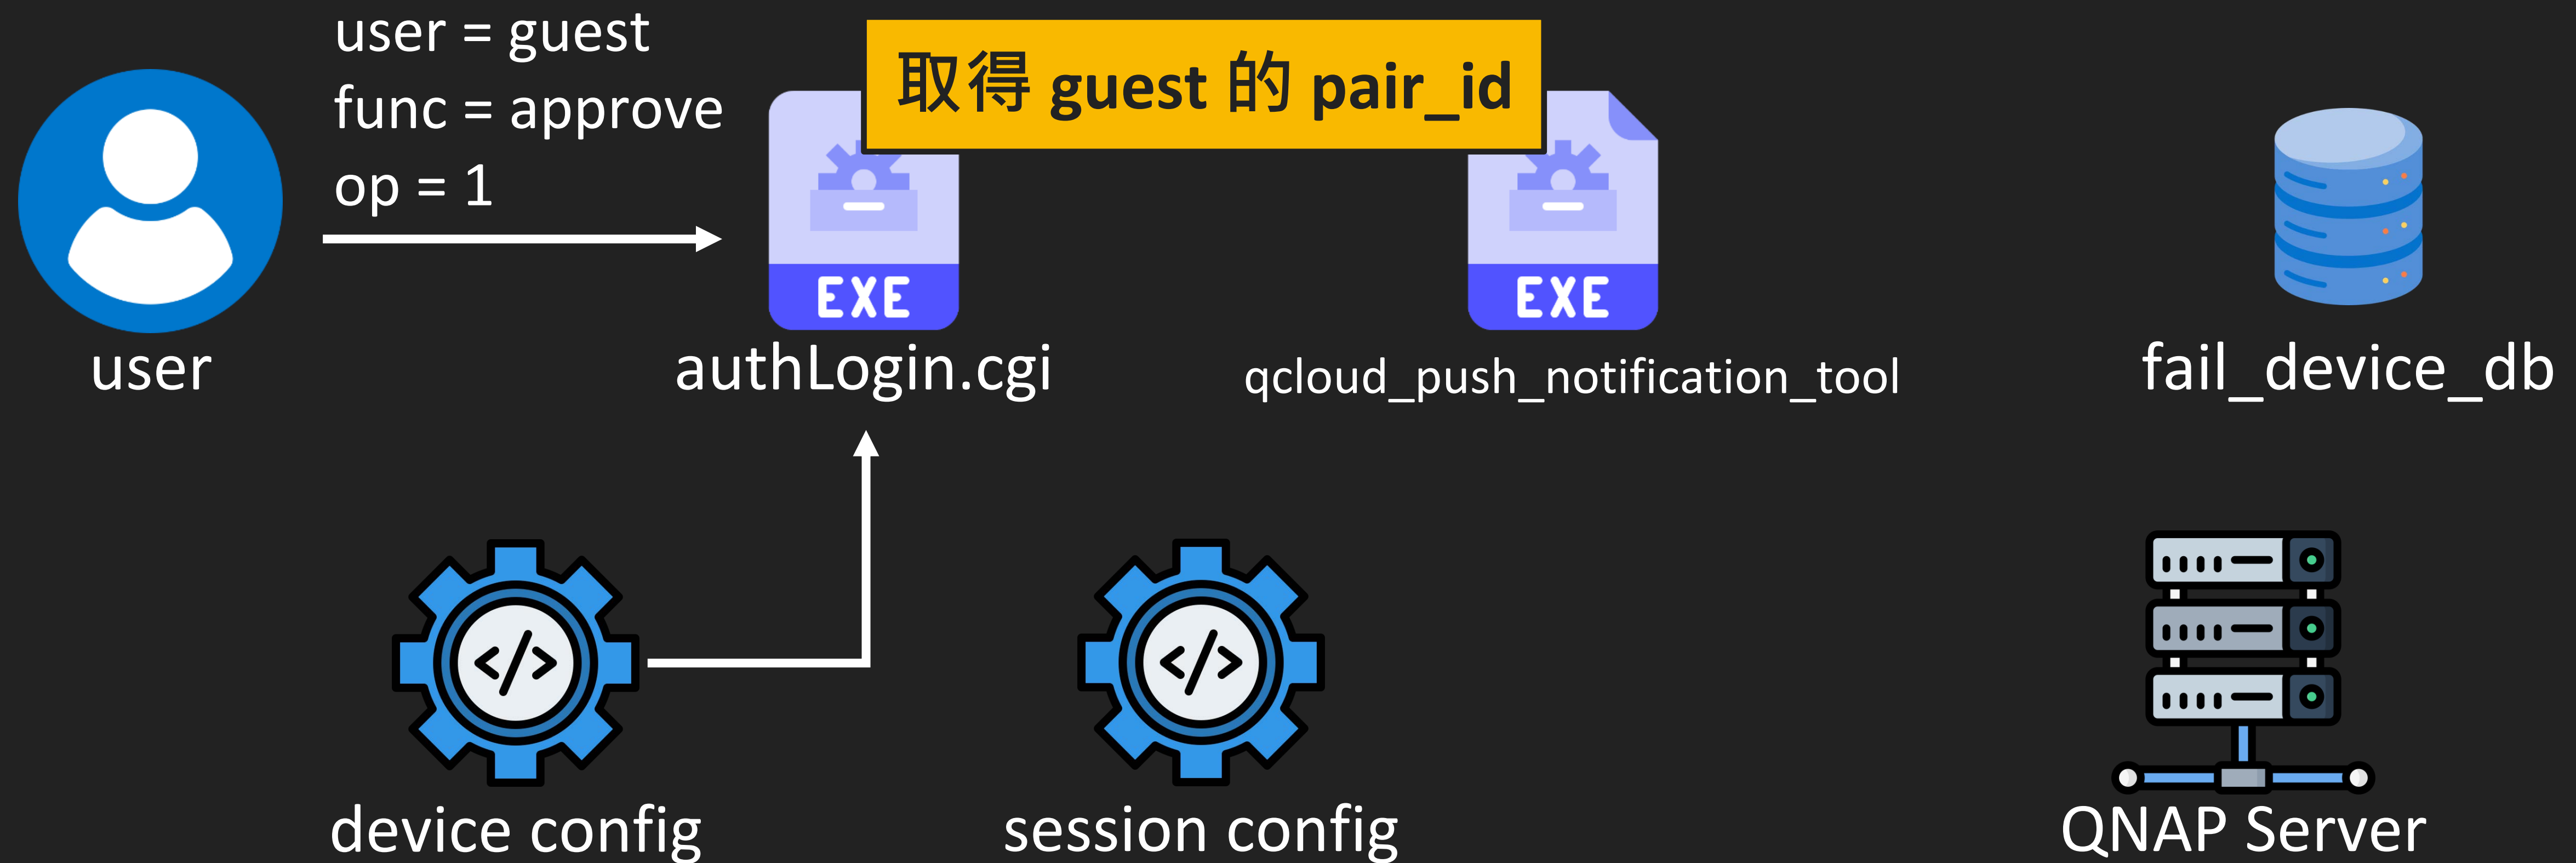 user = guest
func = approve
op = 1
取得 guest 的 pair_id
EXE
EXE
user
authLogin.cgi
qcloud_push_notification_tool
fail_device_db
</>
</>
device config
session config
QNAP Server